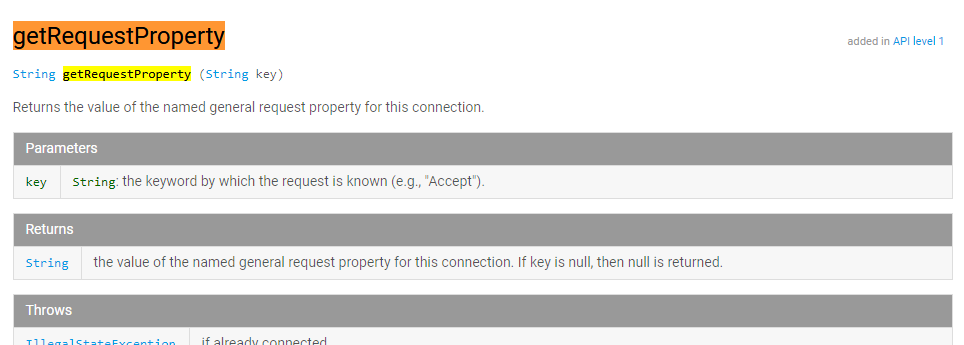 getRequestProperty
added in API level 1
String getRequestProperty (String key)
Returns the value of the named general request property for this connection.
Parameters
key String: the keyword by which the request is known (e.g., "Accept").
Returns
String the value of the named general request property for this connection. If key is null, then null is returned.
Throws
IllegalStateException if already connected